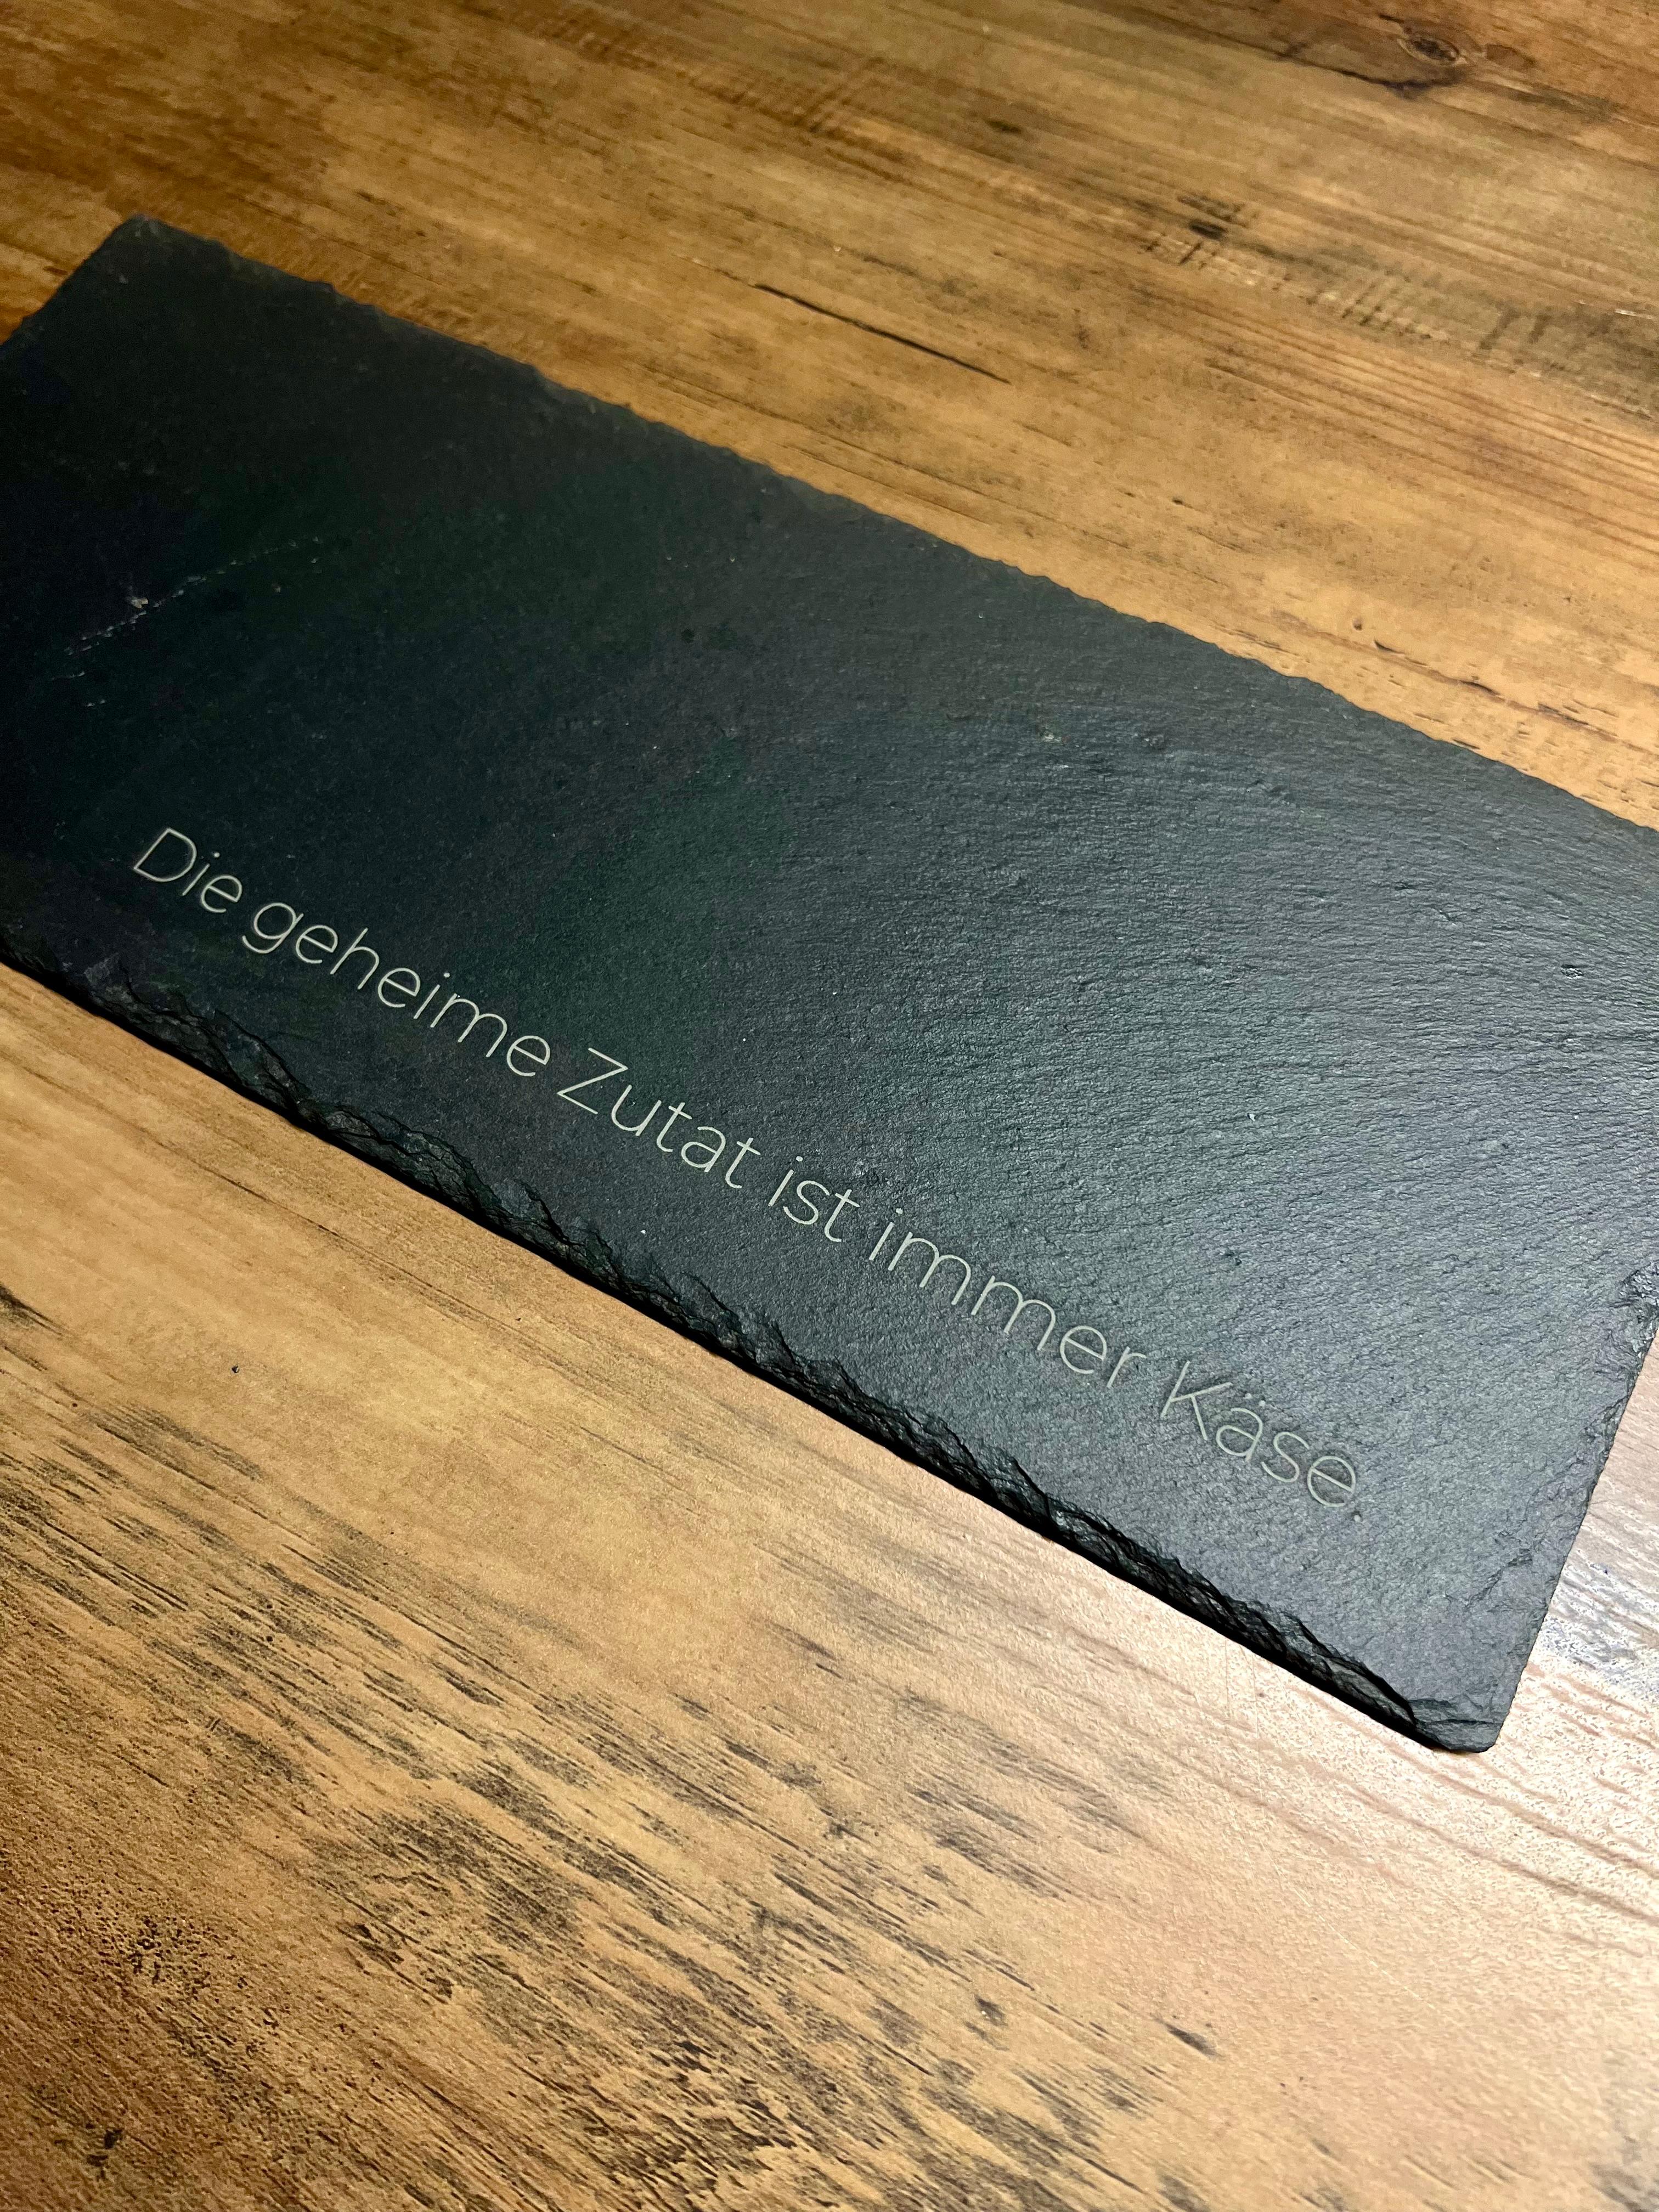 Die geheime Zutat ist immer Käse